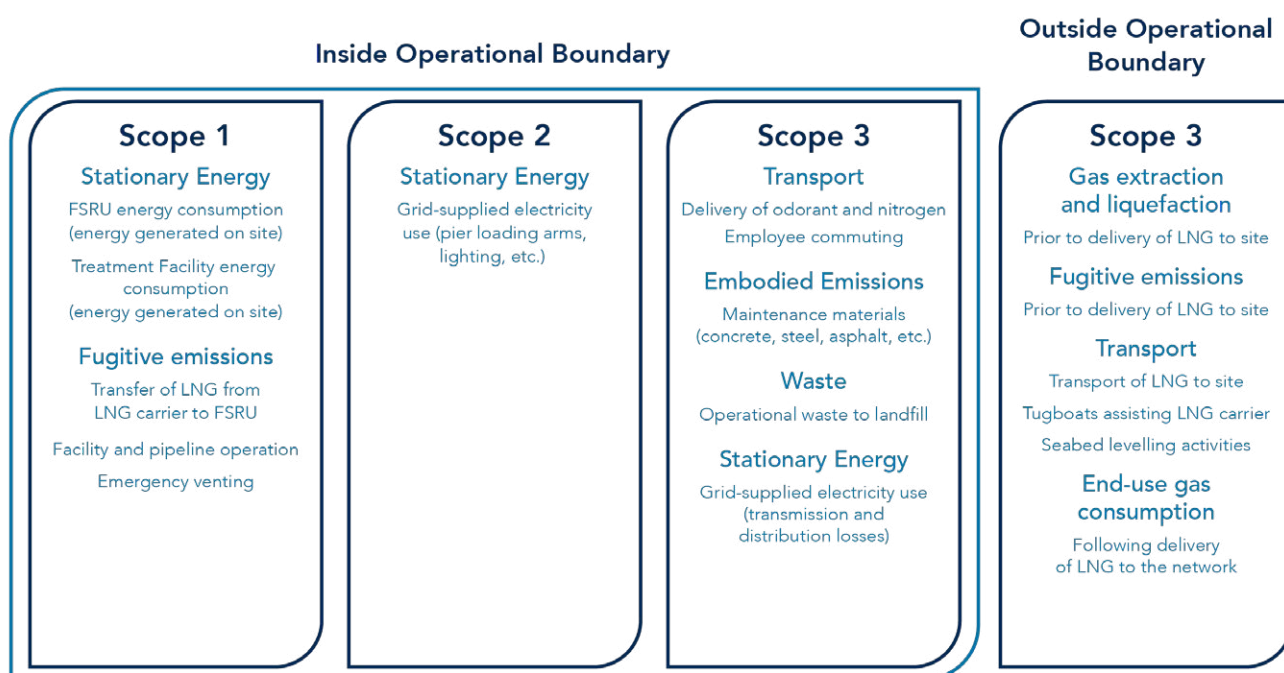 Inside Operational Boundary
Outside Operational
Boundary
Scope 1
Stationary Energy
FSRU energy consumption
(energy generated on site)
Treatment Facility energy
consumption
(energy generated on site)
Fugitive emissions
Transfer of LNG from
LNG carrier to FSRU
Facility and pipeline operation
Emergency venting
Scope 2
Stationary Energy
Grid-supplied electricity
use (pier loading arms,
lighting, etc.)
Scope 3
Transport
Delivery of odorant and nitrogen
Employee commuting
Embodied Emissions
Maintenance materials
(concrete, steel, asphalt, etc.)
Waste
Operational waste to landfill
Stationary Energy
Grid-supplied electricity use
(transmission and
distribution losses)
Scope 3
Gas extraction
and liquefaction
Prior to delivery of LNG to site
Fugitive emissions
Prior to delivery of LNG to site
Transport
Transport of LNG to site
Tugboats assisting LNG carrier
Seabed levelling activities
End-use gas
consumption
Following delivery
of LNG to the network